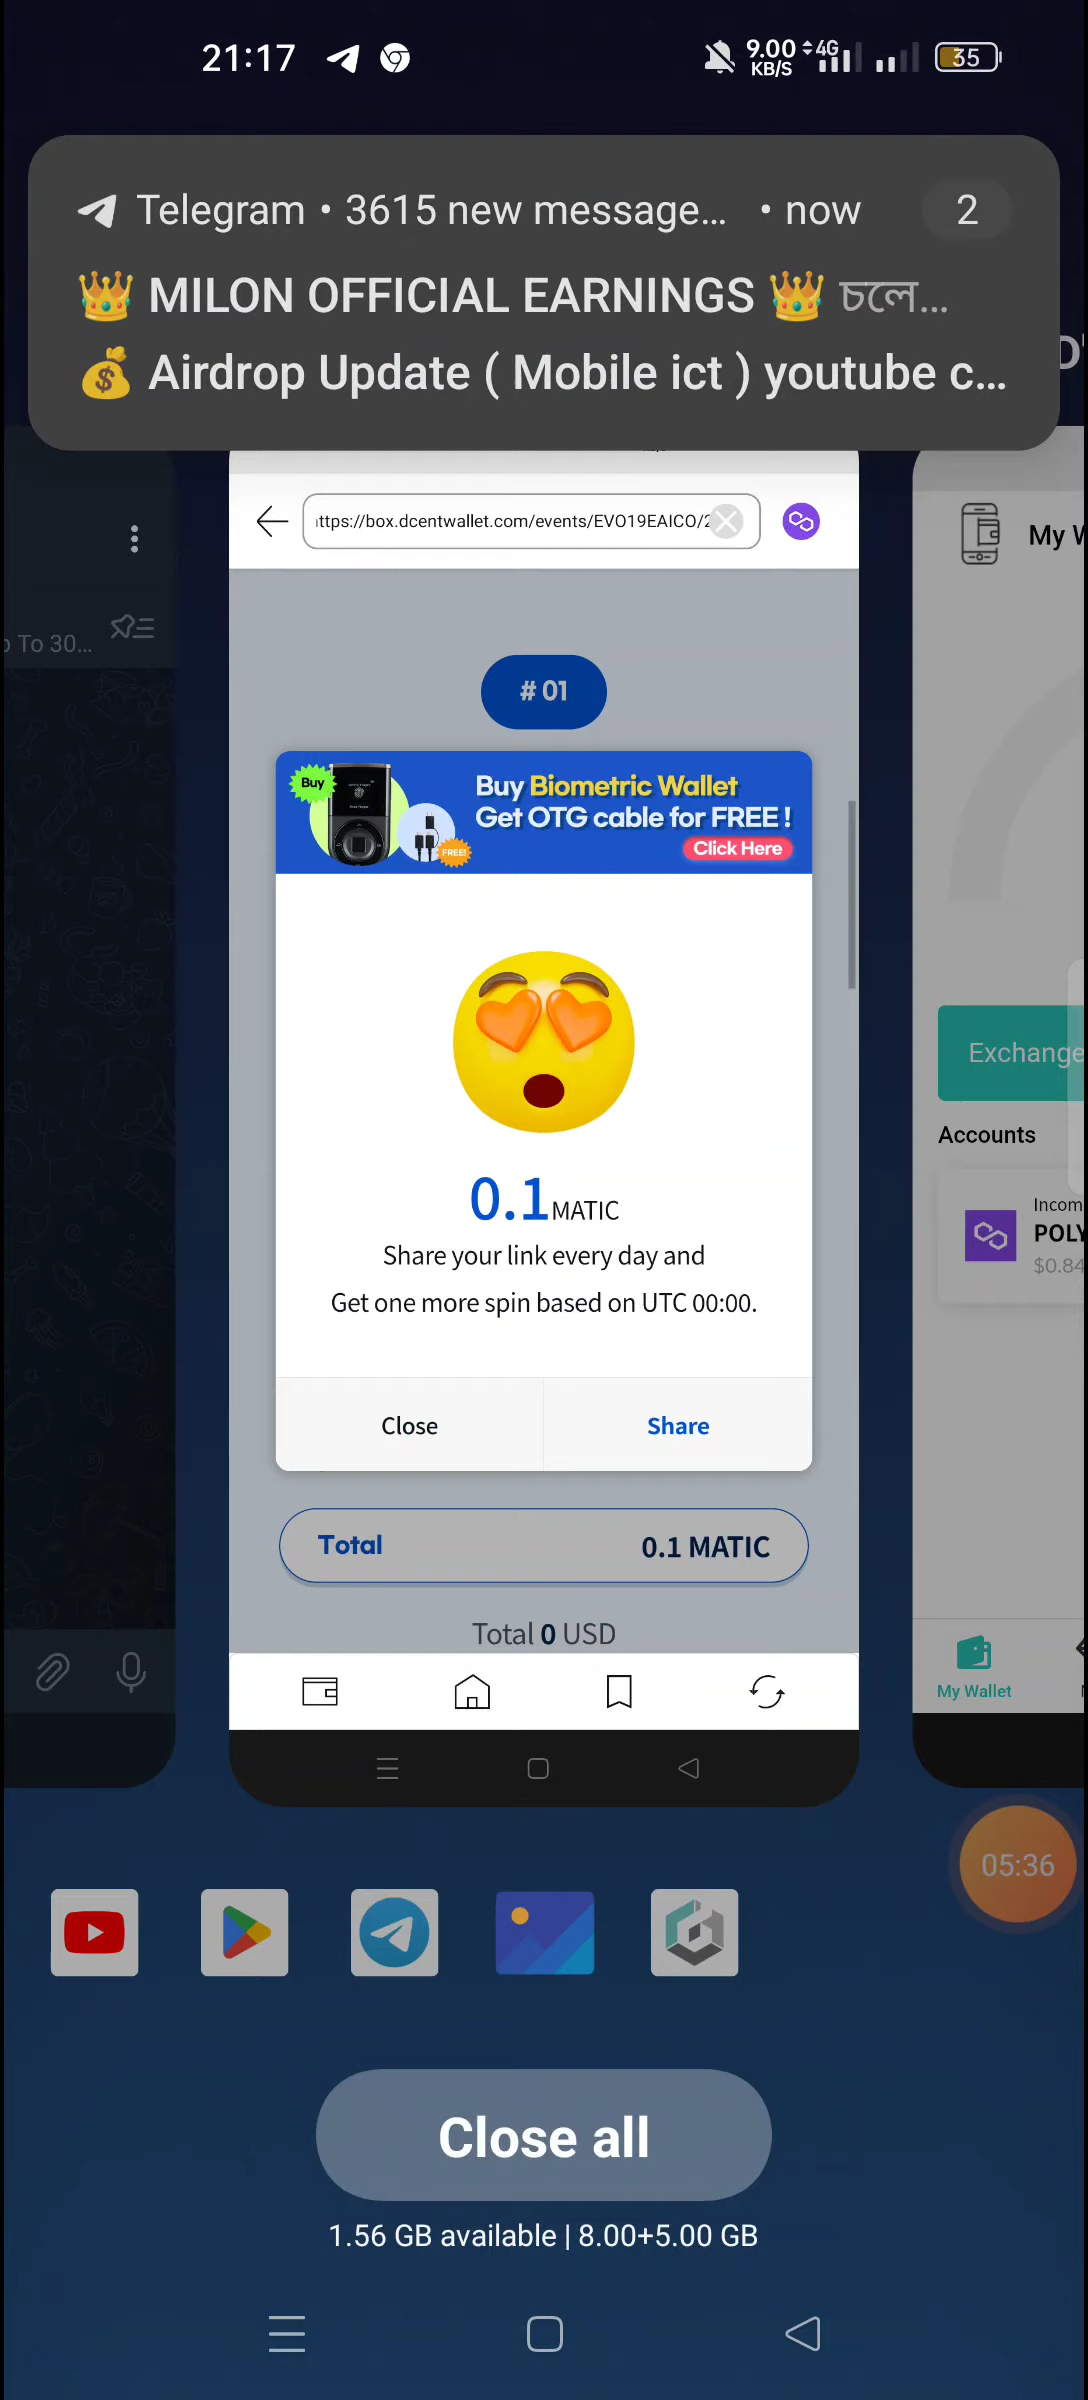 21:17
9.00 KB/S 4G 35
Telegram • 3615 new message... • now 2
👑 MILON OFFICIAL EARNINGS 👑 চলে...
💰 Airdrop Update ( Mobile ict ) youtube c...
ttps://box.dcentwallet.com/events/EVO19EAICO/2
My
To 30...
# 01
Buy
Buy Biometric Wallet
Get OTG cable for FREE !
FREE!
Click Here
0.1 MATIC
Share your link every day and
Get one more spin based on UTC 00:00.
Close Share
Exchange
Accounts
Incom
POLY
$0.84
Total 0.1 MATIC
Total 0 USD
My Wallet
05:36
Close all
1.56 GB available | 8.00+5.00 GB